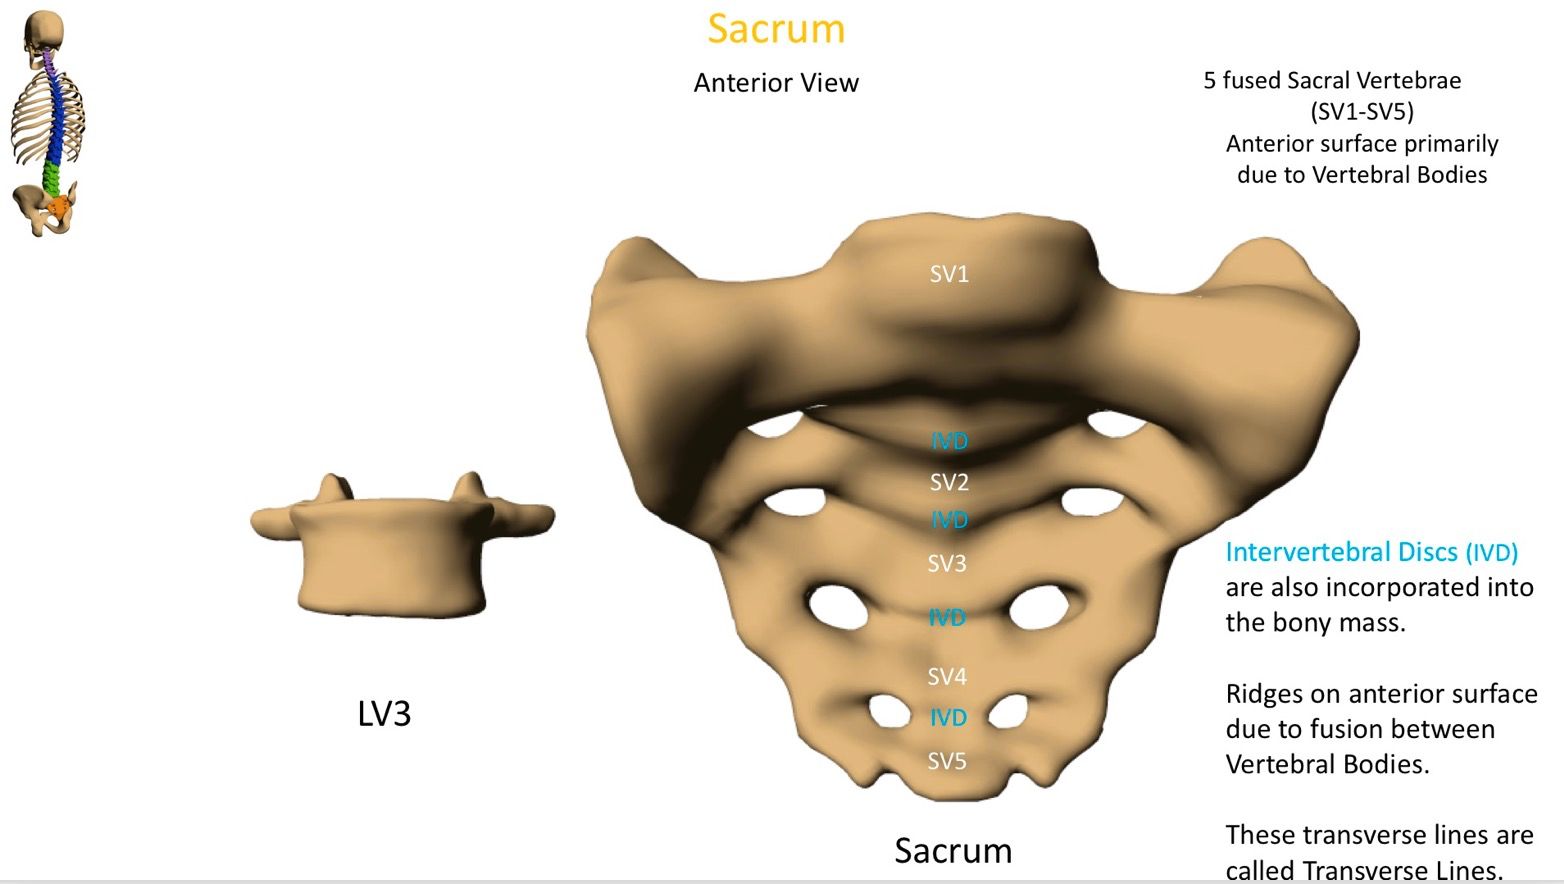 Sacrum
Anterior View
5 fused Sacral Vertebrae
(SV1-SV5)
Anterior surface primarily
due to Vertebral Bodies
SV1
IVD
SV2
IVD
SV3
IVD
SV4
IVD
SV5
LV3
Sacrum
Intervertebral Discs (IVD)
are also incorporated into
the bony mass.
Ridges on anterior surface
due to fusion between
Vertebral Bodies.
These transverse lines are
called Transverse Lines.